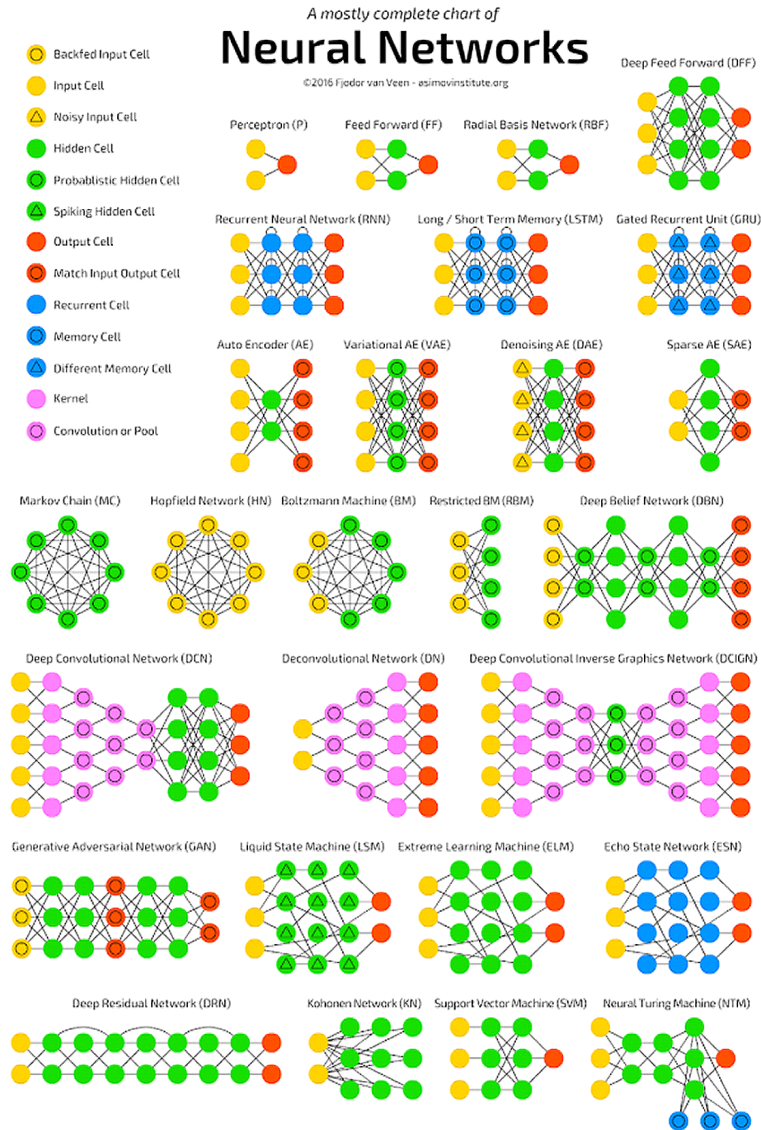 A mostly complete chart of
Neural Networks
©2016 Fjodor van Veen - asimovinstitute.org
Backfed Input Cell
Input Cell
Noisy Input Cell
Hidden Cell
Probablistic Hidden Cell
Spiking Hidden Cell
Output Cell
Match Input Output Cell
Recurrent Cell
Memory Cell
Different Memory Cell
Kernel
Convolution or Pool
Perceptron (P)
Feed Forward (FF)
Radial Basis Network (RBF)
Deep Feed Forward (DFF)
Recurrent Neural Network (RNN)
Long / Short Term Memory (LSTM)
Gated Recurrent Unit (GRU)
Auto Encoder (AE)
Variational AE (VAE)
Denoising AE (DAE)
Sparse AE (SAE)
Markov Chain (MC)
Hopfield Network (HN)
Boltzmann Machine (BM)
Restricted BM (RBM)
Deep Belief Network (DBN)
Deep Convolutional Network (DCN)
Deconvolutional Network (DN)
Deep Convolutional Inverse Graphics Network (DCIGN)
Generative Adversarial Network (GAN)
Liquid State Machine (LSM)
Extreme Learning Machine (ELM)
Echo State Network (ESN)
Deep Residual Network (DRN)
Kohonen Network (KN)
Support Vector Machine (SVM)
Neural Turing Machine (NTM)